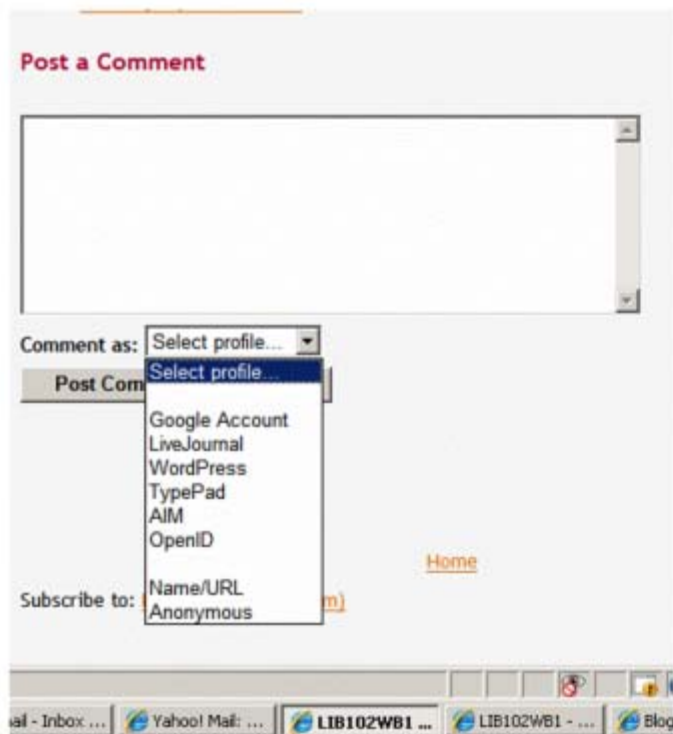 Post a Comment
Comment as: Select profile...
Select profile...
Post Com
Google Account
LiveJournal
WordPress
TypePad
AIM
OpenID
Home
Name/URL
Subscribe to: m)
Anonymous
ail - Inbox ... Yahoo! Mail: ... LIB102WB1 ... LIB102WB1 - ... Blog